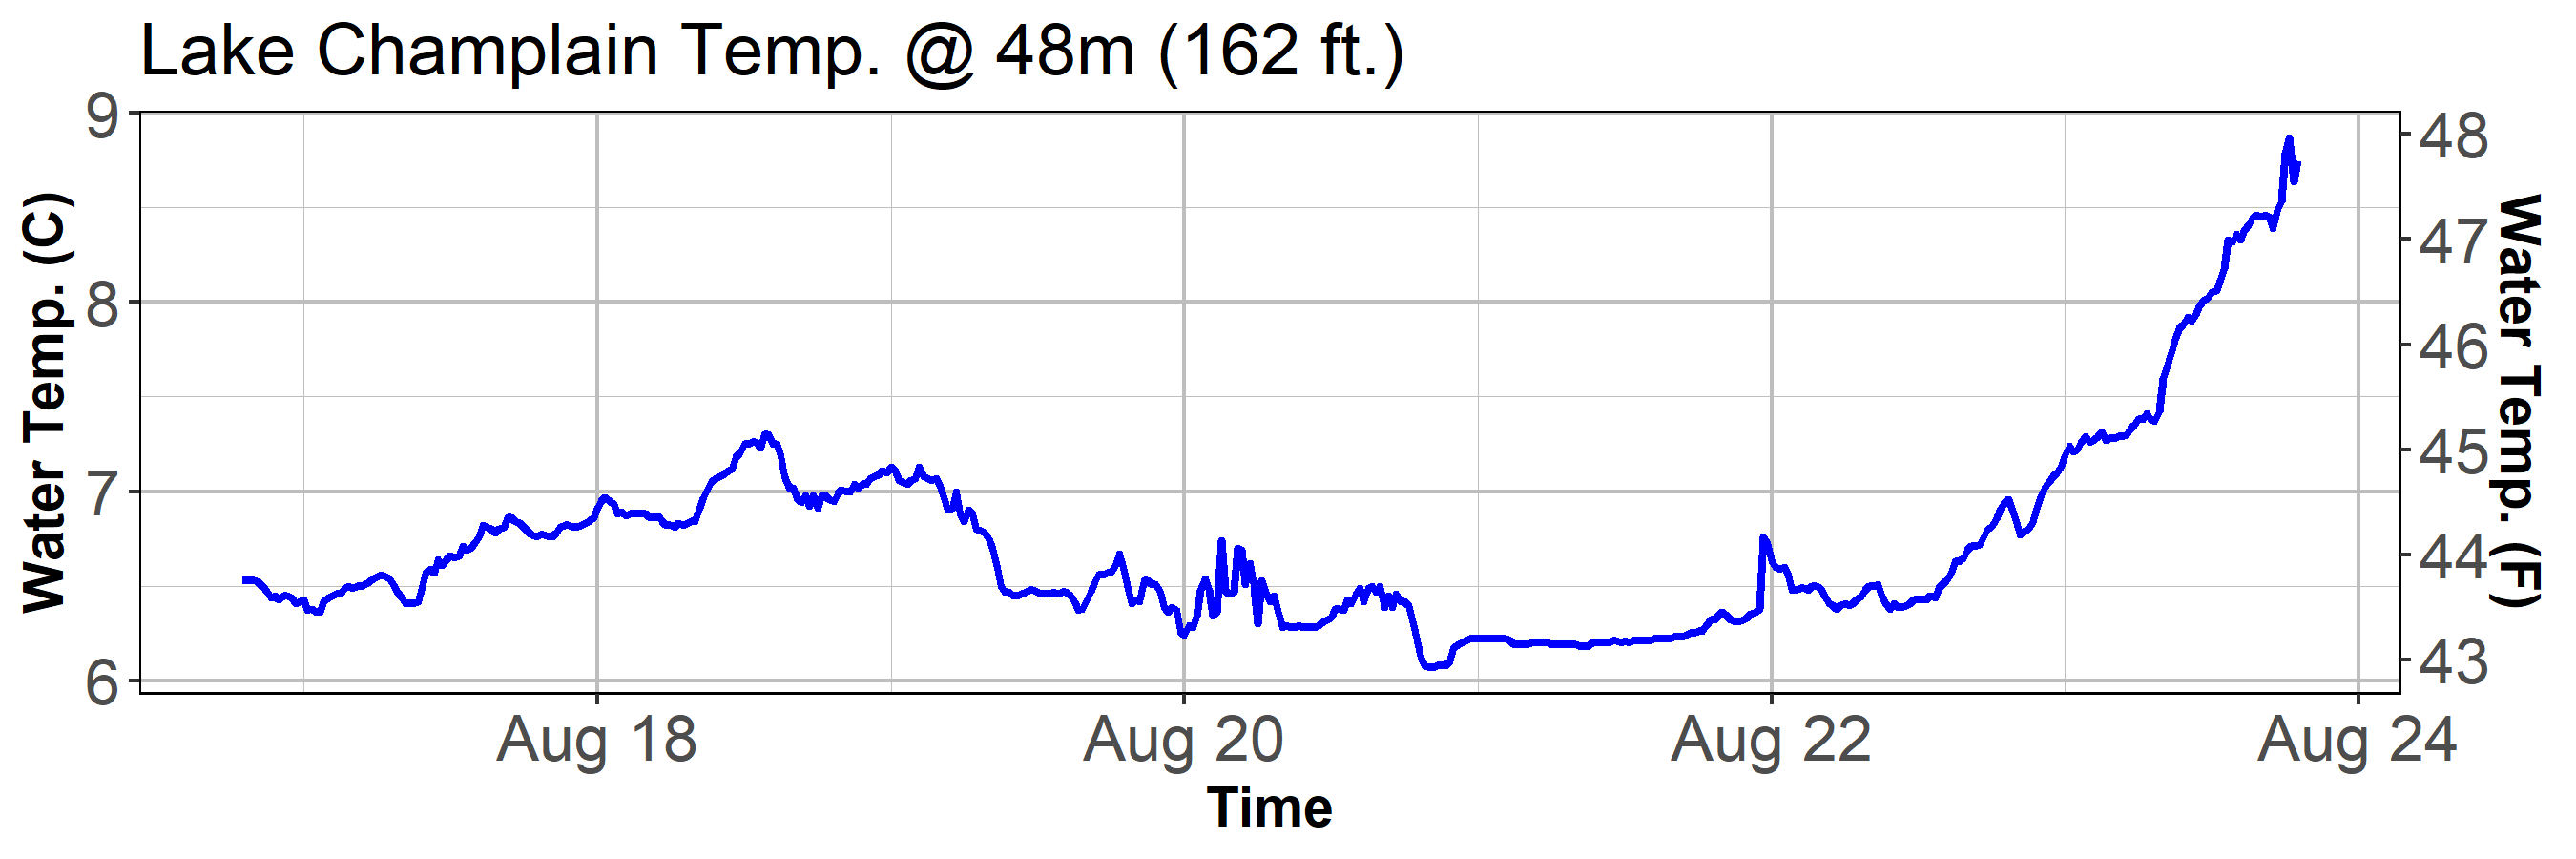 Lake Champlain Temp. @ 48m (162 ft.)
Water Temp. (C)
9
8
7
6
48
47
46
45
44
43
Water Temp. (F)
Aug 18 Aug 20 Aug 22 Aug 24
Time